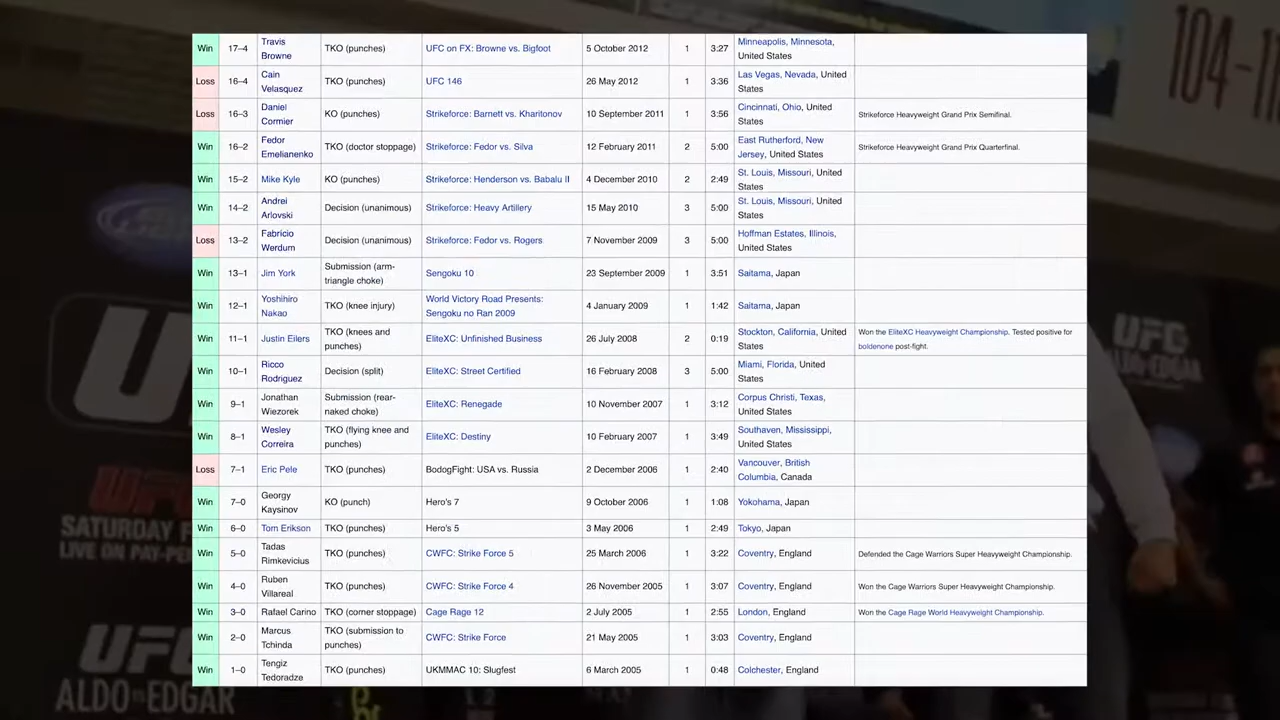 104-11
Win 17–4 Travis Browne TKO (punches) UFC on FX: Browne vs. Bigfoot 5 October 2012 1 3:27 Minneapolis, Minnesota, United States
Loss 16–4 Cain Velasquez TKO (punches) UFC 146 26 May 2012 1 3:36 Las Vegas, Nevada, United States
Loss 16–3 Daniel Cormier KO (punches) Strikeforce: Barnett vs. Kharitonov 10 September 2011 1 3:56 Cincinnati, Ohio, United States Strikeforce Heavyweight Grand Prix Semifinal.
Win 16–2 Fedor Emelianenko TKO (doctor stoppage) Strikeforce: Fedor vs. Silva 12 February 2011 2 5:00 East Rutherford, New Jersey, United States Strikeforce Heavyweight Grand Prix Quarterfinal.
Win 15–2 Mike Kyle KO (punches) Strikeforce: Henderson vs. Babalu II 4 December 2010 2 2:49 St. Louis, Missouri, United States
Win 14–2 Andrei Arlovski Decision (unanimous) Strikeforce: Heavy Artillery 15 May 2010 3 5:00 St. Louis, Missouri, United States
Loss 13–2 Fabricio Werdum Decision (unanimous) Strikeforce: Fedor vs. Rogers 7 November 2009 3 5:00 Hoffman Estates, Illinois, United States
Win 13–1 Jim York Submission (arm-triangle choke) Sengoku 10 23 September 2009 1 3:51 Saitama, Japan
Win 12–1 Yoshihiro Nakao TKO (knee injury) World Victory Road Presents: Sengoku no Ran 2009 4 January 2009 1 1:42 Saitama, Japan
Win 11–1 Justin Eilers TKO (knees and punches) EliteXC: Unfinished Business 26 July 2008 2 0:19 Stockton, California, United States Won the EliteXC Heavyweight Championship. Tested positive for boldenone post-fight.
Win 10–1 Ricco Rodriguez Decision (split) EliteXC: Street Certified 16 February 2008 3 5:00 Miami, Florida, United States
Win 9–1 Jonathan Wiezorek Submission (rear-naked choke) EliteXC: Renegade 10 November 2007 1 3:12 Corpus Christi, Texas, United States
Win 8–1 Wesley Correira TKO (flying knee and punches) EliteXC: Destiny 10 February 2007 1 3:49 Southaven, Mississippi, United States
Loss 7–1 Eric Pele TKO (punches) BodogFight: USA vs. Russia 2 December 2006 1 2:40 Vancouver, British Columbia, Canada
Win 7–0 Georgy Kaysinov KO (punch) Hero's 7 9 October 2006 1 1:08 Yokohama, Japan
Win 6–0 Tom Erikson TKO (punches) Hero's 5 3 May 2006 1 2:49 Tokyo, Japan
Win 5–0 Tadas Rimkevicius TKO (punches) CWFC: Strike Force 5 25 March 2006 1 3:22 Coventry, England Defended the Cage Warriors Super Heavyweight Championship.
Win 4–0 Ruben Villareal TKO (punches) CWFC: Strike Force 4 26 November 2005 1 3:07 Coventry, England Won the Cage Warriors Super Heavyweight Championship.
Win 3–0 Rafael Carino TKO (corner stoppage) Cage Rage 12 2 July 2005 1 2:55 London, England Won the Cage Rage World Heavyweight Championship.
Win 2–0 Marcus Tchinda TKO (submission to punches) CWFC: Strike Force 21 May 2005 1 3:03 Coventry, England
Win 1–0 Tengiz Tedoradze TKO (punches) UKMMAC 10: Slugfest 6 March 2005 1 0:48 Colchester, England
UFC
ALDO EDGAR
SATURDAY
LIVE ON PAY-PE
UFC
ALDO VS EDGAR